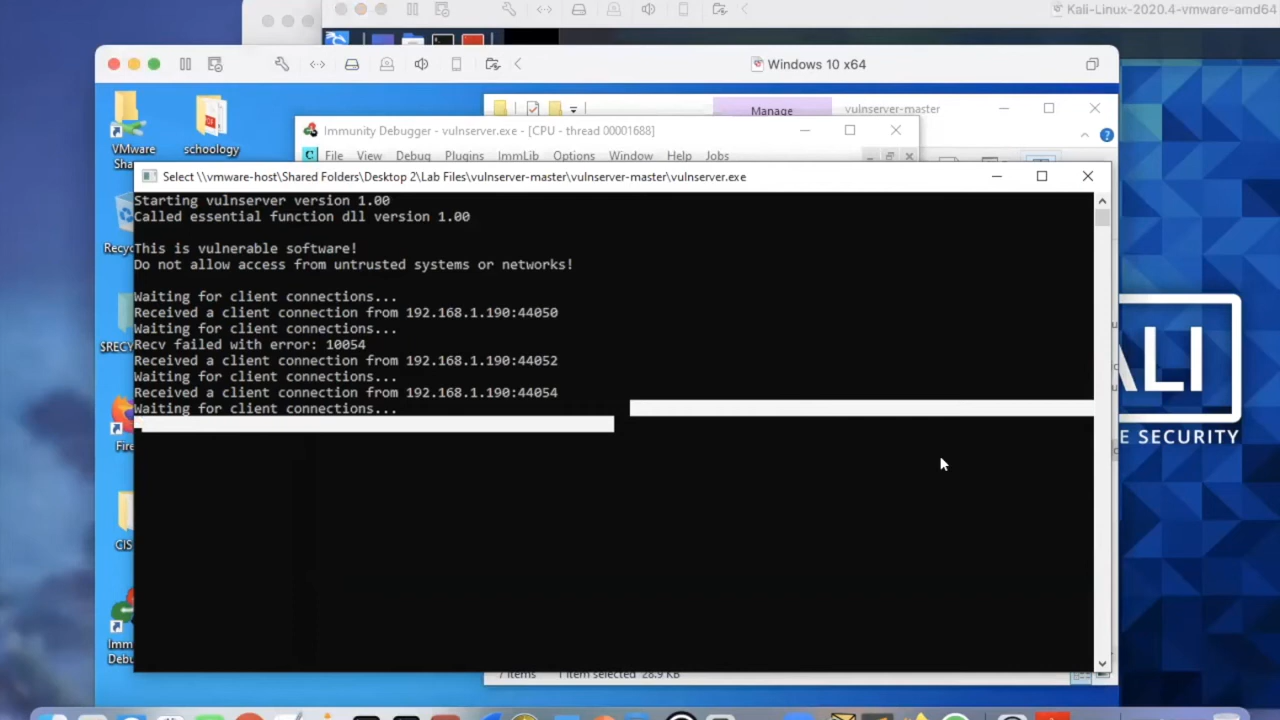 Kali-Linux-2020.4-vmware-amd64
Windows 10 x64
VMware
Sha
schoology
Manage
vulnserver-master
Immunity Debugger - vulnserver.exe - [CPU - thread 00001688]
C File View Debug Plugins ImmLib Options Window Help Jobs
Select \\vmware-host\Shared Folders\Desktop 2\Lab Files\vulnserver-master\vulnserver-master\vulnserver.exe
Starting vulnserver version 1.00
Called essential function dll version 1.00
This is vulnerable software!
Do not allow access from untrusted systems or networks!
Waiting for client connections...
Received a client connection from 192.168.1.190:44050
Waiting for client connections...
Recv failed with error: 10054
Received a client connection from 192.168.1.190:44052
Waiting for client connections...
Received a client connection from 192.168.1.190:44054
Waiting for client connections...
Recyc
$RECY
Fire
CIS
Imm
Debu
ALI
E SECURITY
7 items 1 item selected 28.9 KB